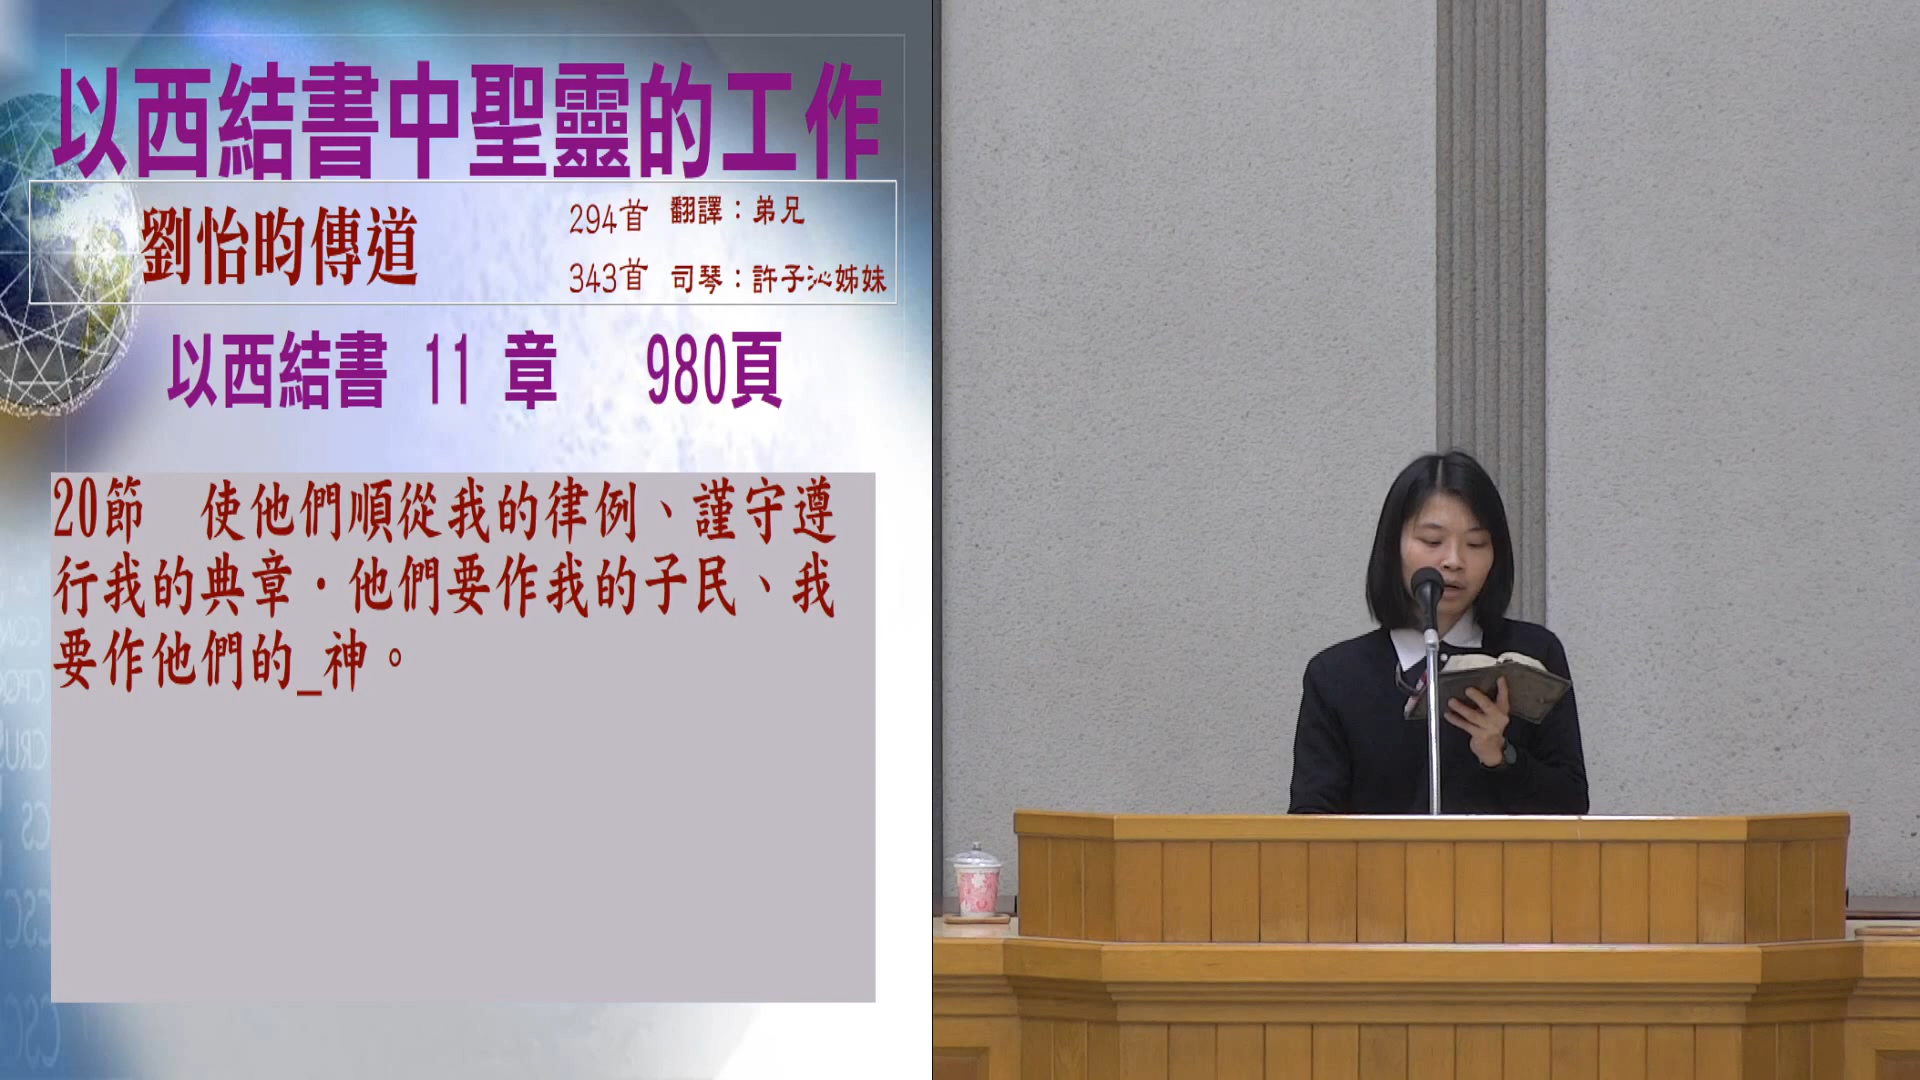 以西結書中聖靈的工作
劉怡昀傳道
294首 翻譯：弟兄
343首 司琴：許子沁姊妹
以西結書 11 章 980頁
20節 使他們順從我的律例、謹守遵
行我的典章．他們要作我的子民、我
要作他們的_神。